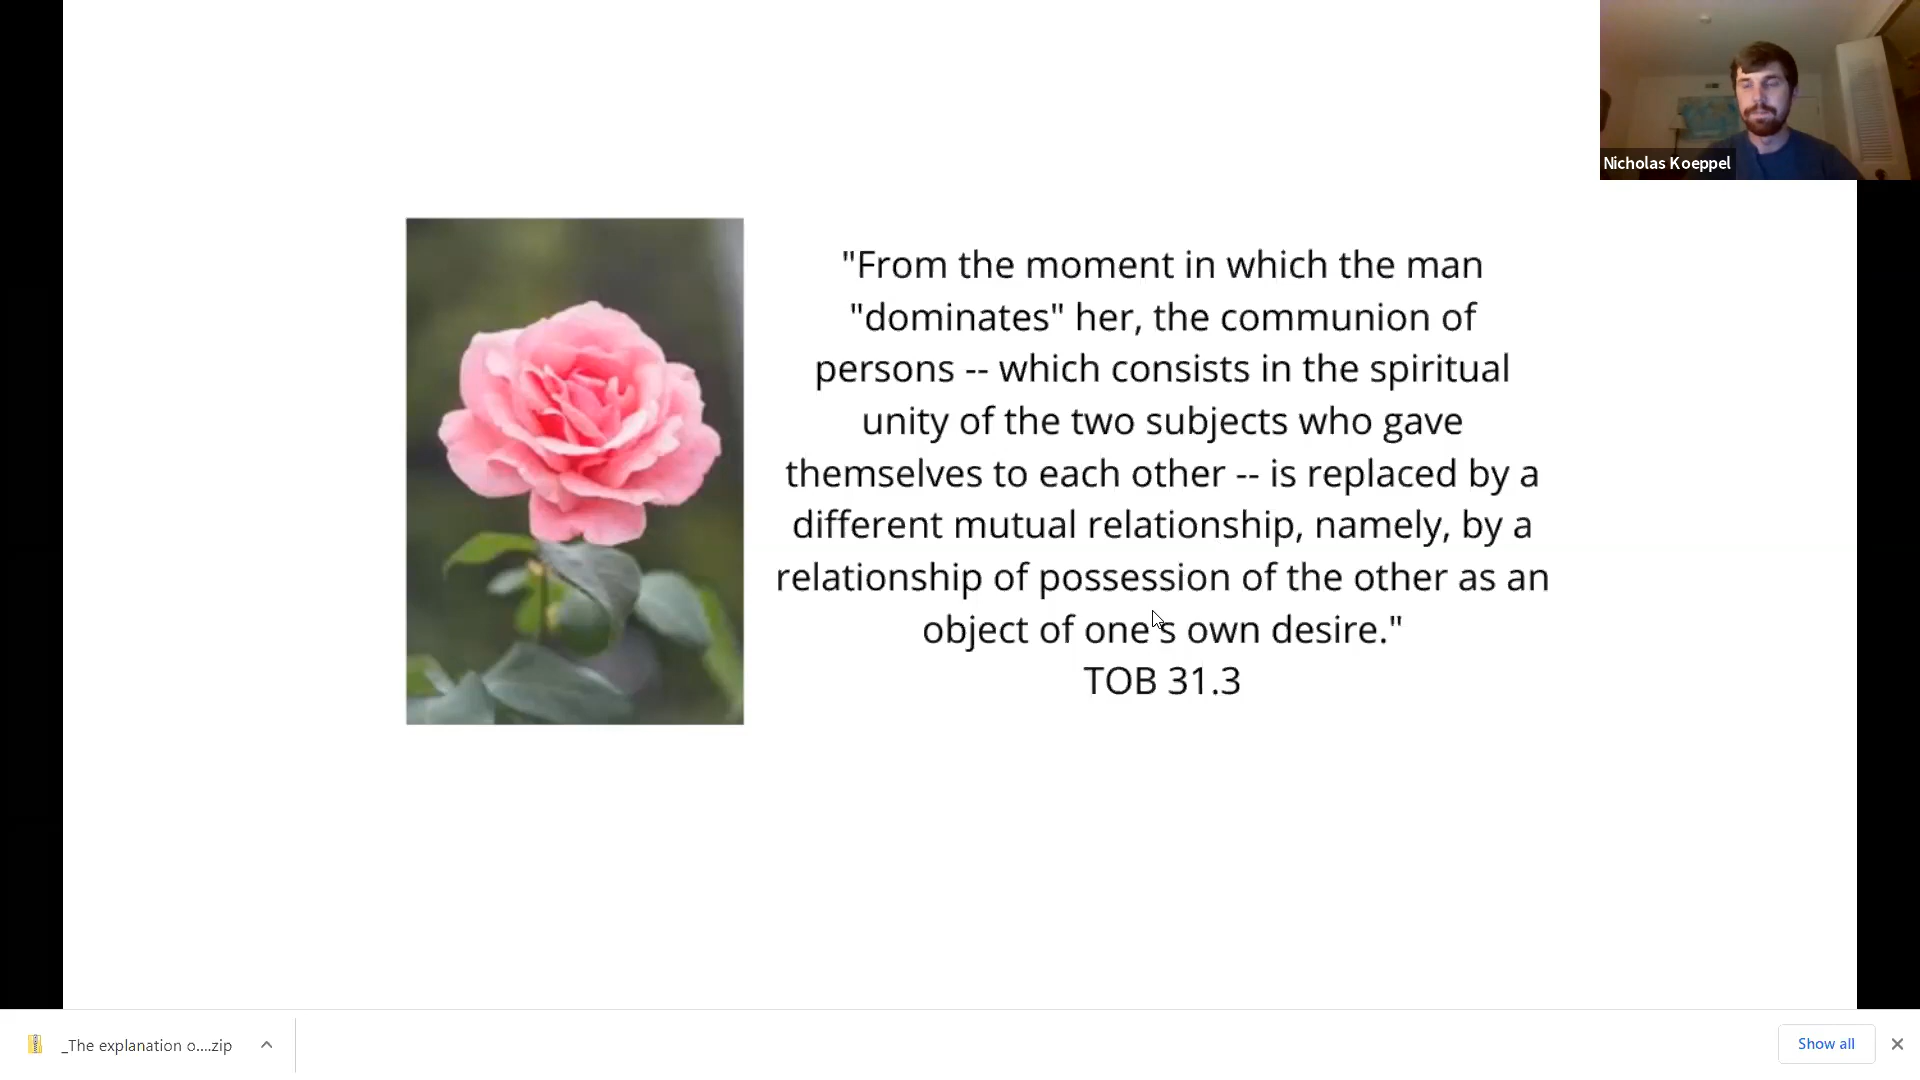 Nicholas Koeppel
"From the moment in which the man
"dominates" her, the communion of
persons -- which consists in the spiritual
unity of the two subjects who gave
themselves to each other -- is replaced by a
different mutual relationship, namely, by a
relationship of possession of the other as an
object of one's own desire."
TOB 31.3
_The explanation o....zip
Show all